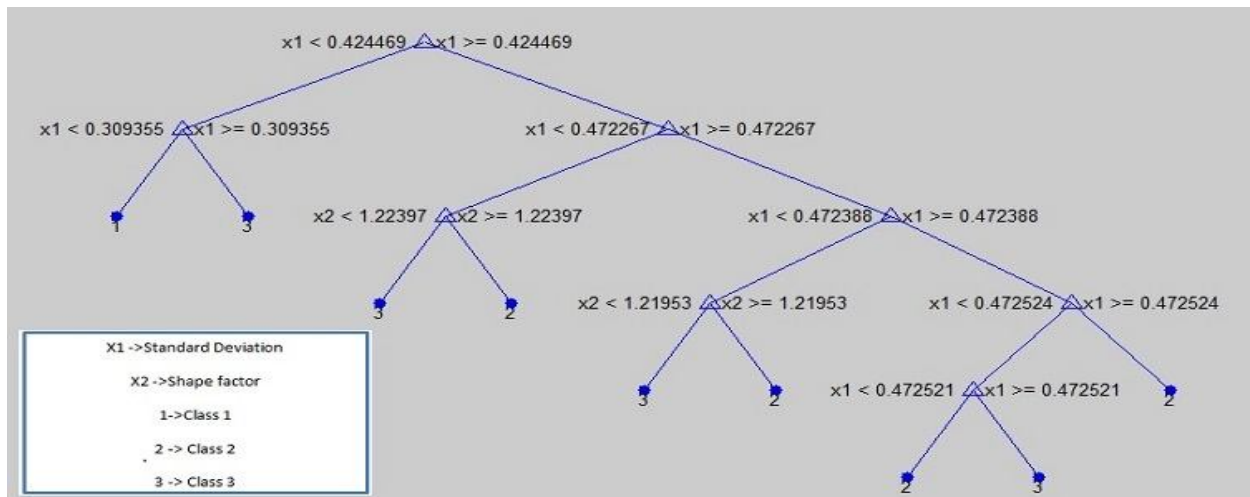 x1 < 0.424469 x1 >= 0.424469
x1 < 0.309355 x1 >= 0.309355 x1 < 0.472267 x1 >= 0.472267
1 3 x2 < 1.22397 x2 >= 1.22397 x1 < 0.472388 x1 >= 0.472388
3 2 x2 < 1.21953 x2 >= 1.21953 x1 < 0.472524 x1 >= 0.472524
3 2 x1 < 0.472521 x1 >= 0.472521 2
2 3
X1 ->Standard Deviation
X2 ->Shape factor
1->Class 1
2 -> Class 2
3 -> Class 3